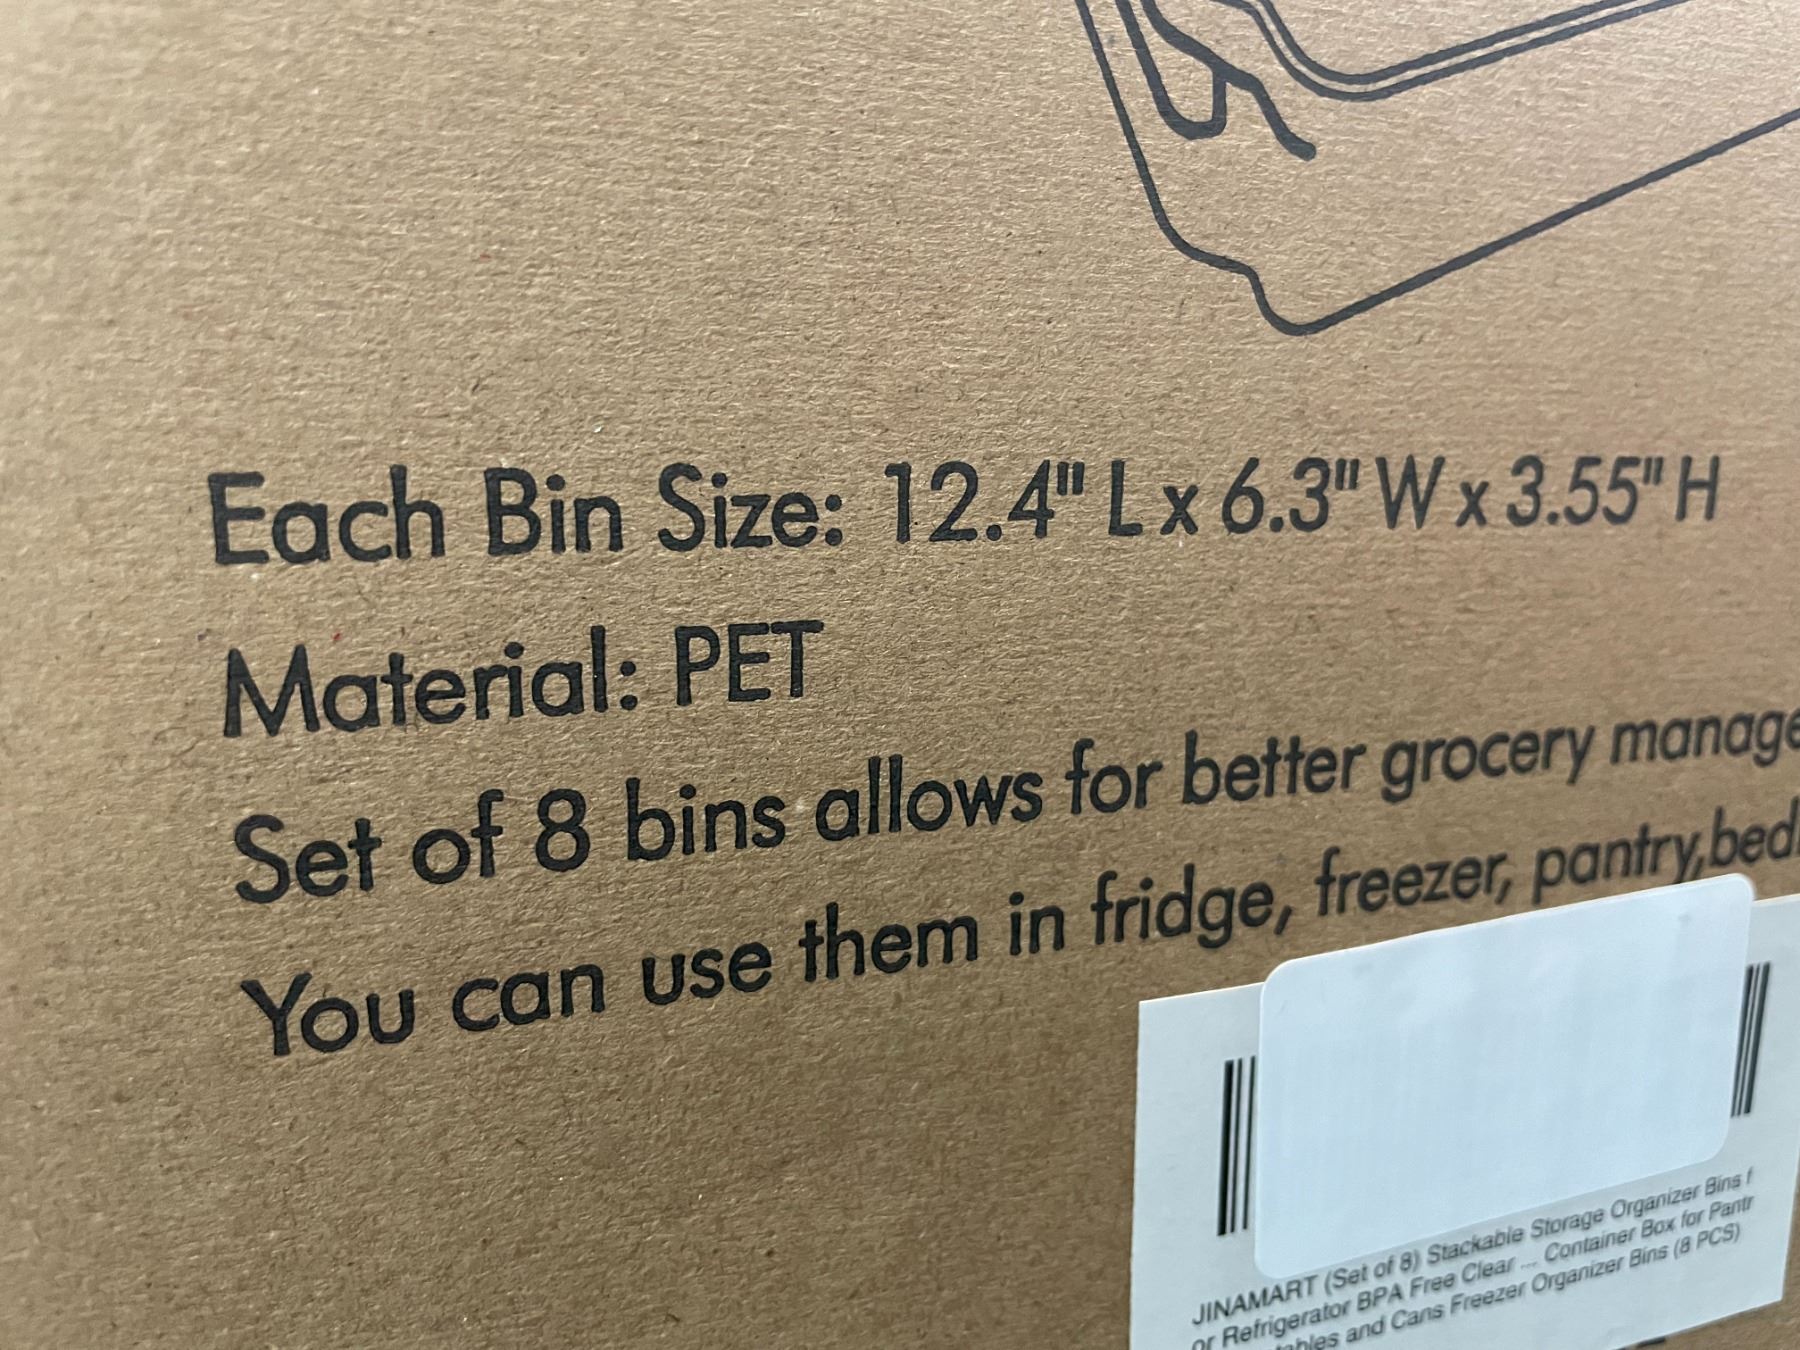 Each Bin Size: 12.4" L x 6.3" W x 3.55" H
Material: PET
Set of 8 bins allows for better grocery manage
You can use them in fridge, freezer, pantry,bed
JINAMART (Set of 8) Stackable Storage Organizer Bins f
or Refrigerator BPA Free Clear ... Container Box for Pantr
and Cans Freezer Organizer Bins (8 PCS)